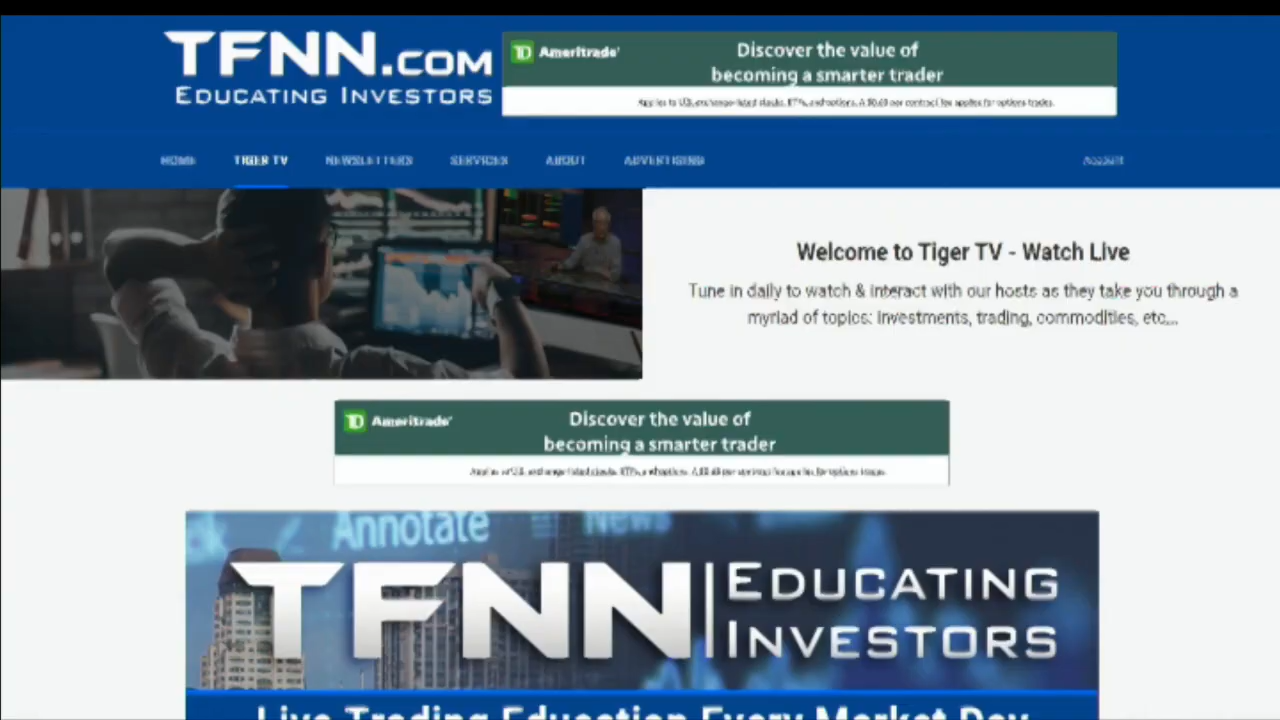 TFNN.COM
EDUCATING INVESTORS
TD Ameritrade
Discover the value of
becoming a smarter trader
HOME TIGER TV NEWSLETTERS SERVICES ABOUT ADVERTISING
Welcome to Tiger TV - Watch Live
Tune in daily to watch & interact with our hosts as they take you through a
myriad of topics: investments, trading, commodities, etc...
TD Ameritrade
Discover the value of
becoming a smarter trader
Annotate News
TFNN EDUCATING
INVESTORS
Live Trading Education Every Market Day